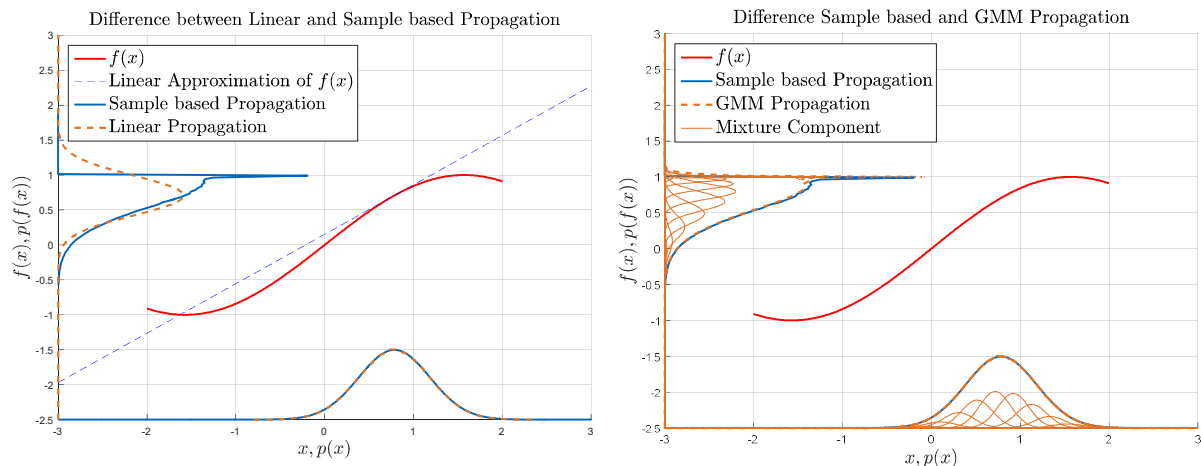 Difference between Linear and Sample based Propagation
f(x)
Linear Approximation of f(x)
Sample based Propagation
Linear Propagation
3
2.5
2
1.5
1
0.5
0
-0.5
-1
-1.5
-2
-2.5
f(x), p(f(x))
-3
-2
-1
0
1
2
3
x, p(x)
Difference Sample based and GMM Propagation
f(x)
Sample based Propagation
GMM Propagation
Mixture Component
3
2.5
2
1.5
1
0.5
0
-0.5
-1
-1.5
-2
-2.5
f(x), p(f(x))
-3
-2
-1
0
1
2
3
x, p(x)